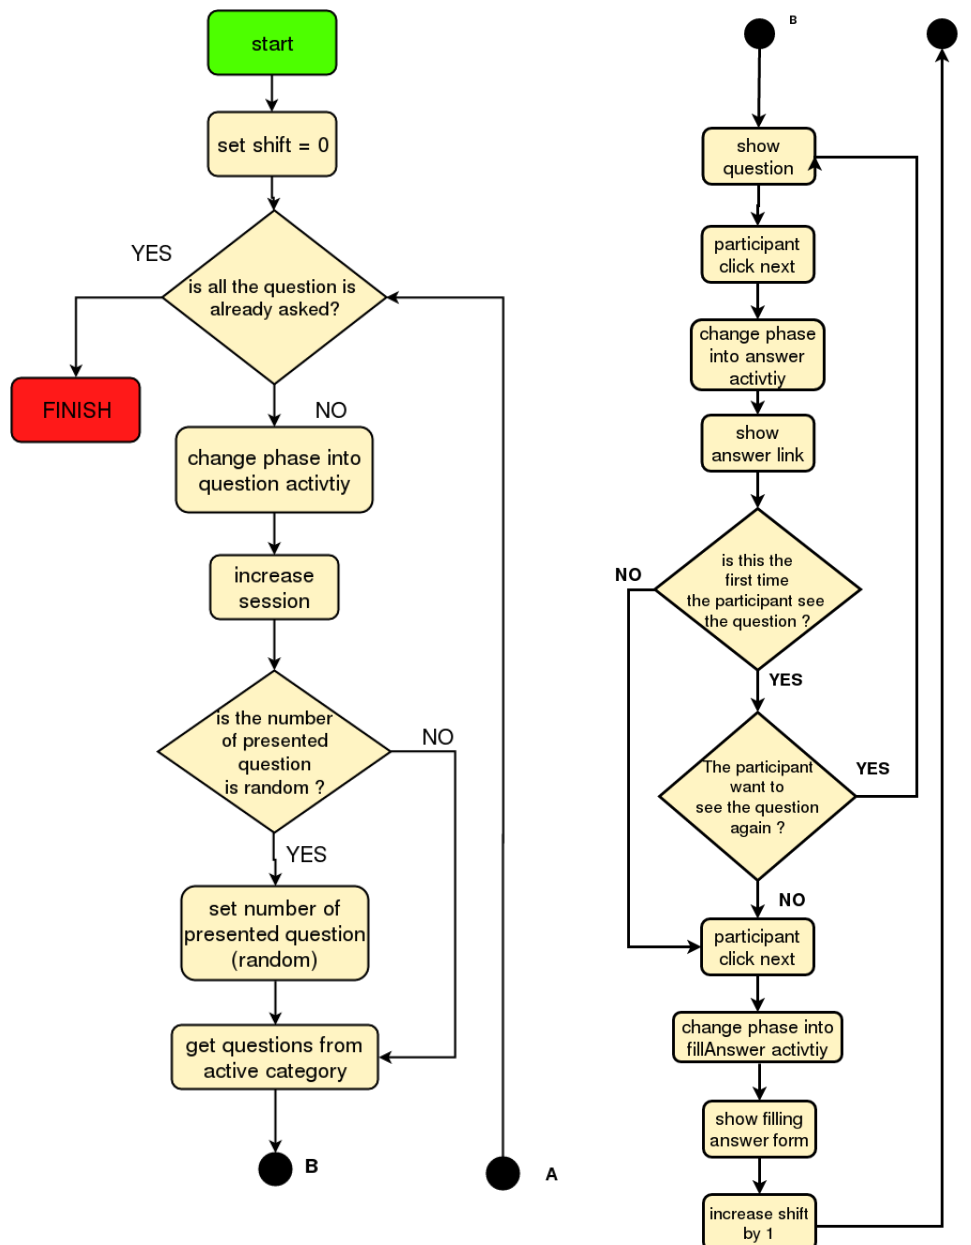 start
set shift = 0
YES
is all the question is
already asked?
FINISH
NO
change phase into
question activtiy
increase
session
is the number
of presented
question
is random ?
NO
YES
set number of
presented question
(random)
get questions from
active category
B
A
B
show
question
participant
click next
change phase
into answer
activtiy
show
answer link
is this the
first time
the participant see
the question ?
NO
YES
The participant
want to
see the question
again ?
YES
NO
participant
click next
change phase into
fillAnswer activtiy
show filling
answer form
increase shift
by 1